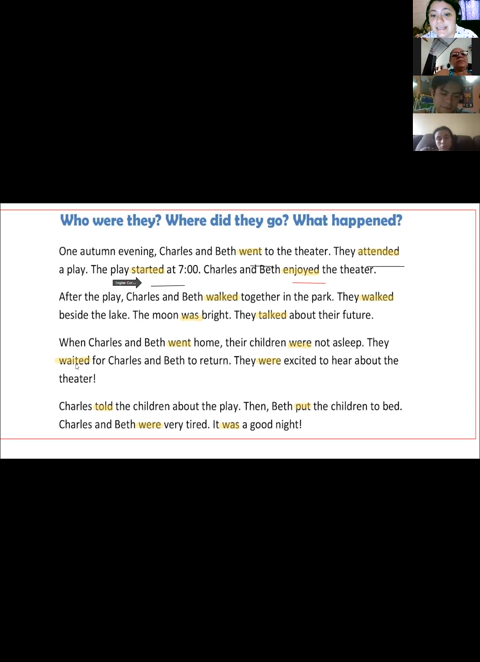 Who were they? Where did they go? What happened?
One autumn evening, Charles and Beth went to the theater. They attended
a play. The play started at 7:00. Charles and Beth enjoyed the theater.
After the play, Charles and Beth walked together in the park. They walked
beside the lake. The moon was bright. They talked about their future.
When Charles and Beth went home, their children were not asleep. They
waited for Charles and Beth to return. They were excited to hear about the
theater!
Charles told the children about the play. Then, Beth put the children to bed.
Charles and Beth were very tired. It was a good night!